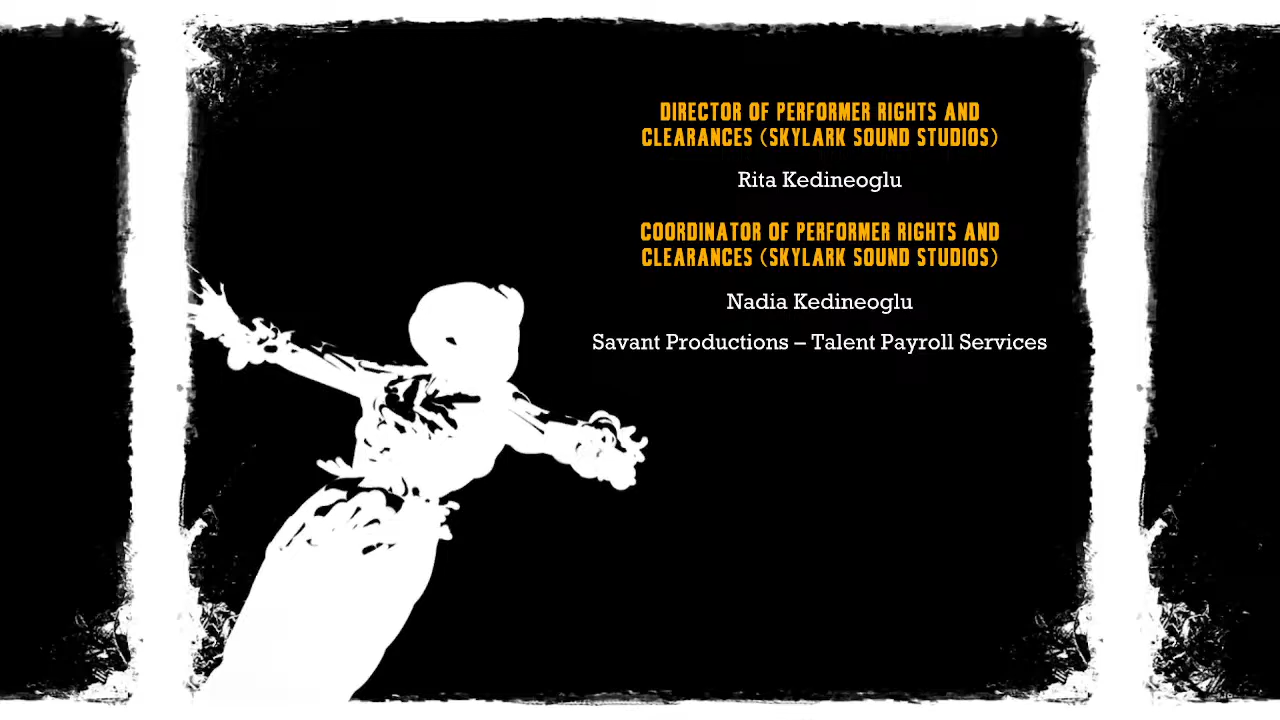 DIRECTOR OF PERFORMER RIGHTS AND
CLEARANCES (SKYLARK SOUND STUDIOS)
Rita Kedineoglu
COORDINATOR OF PERFORMER RIGHTS AND
CLEARANCES (SKYLARK SOUND STUDIOS)
Nadia Kedineoglu
Savant Productions – Talent Payroll Services